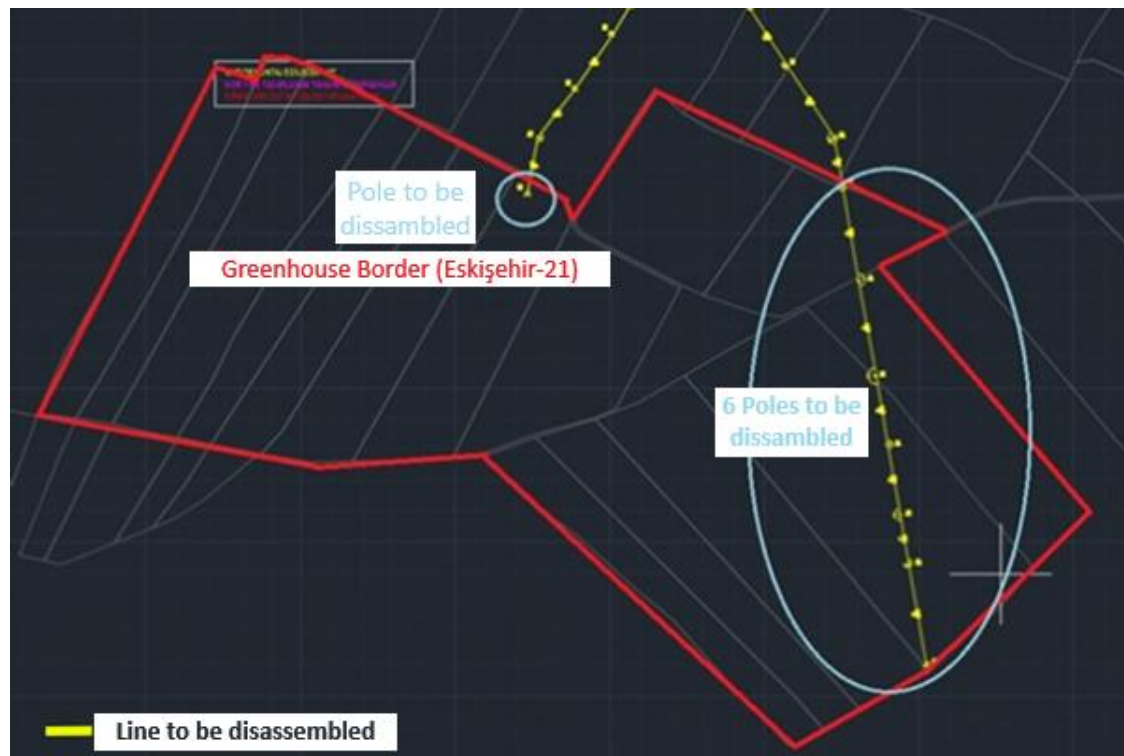 Pole to be
dissambled
Greenhouse Border (Eskişehir-21)
6 Poles to be
dissambled
Line to be disassembled